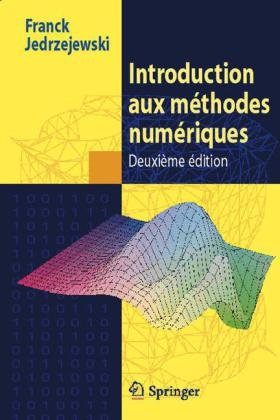 Franck
Jedrzejewski
Introduction
aux méthodes
numériques
Deuxième édition
Springer